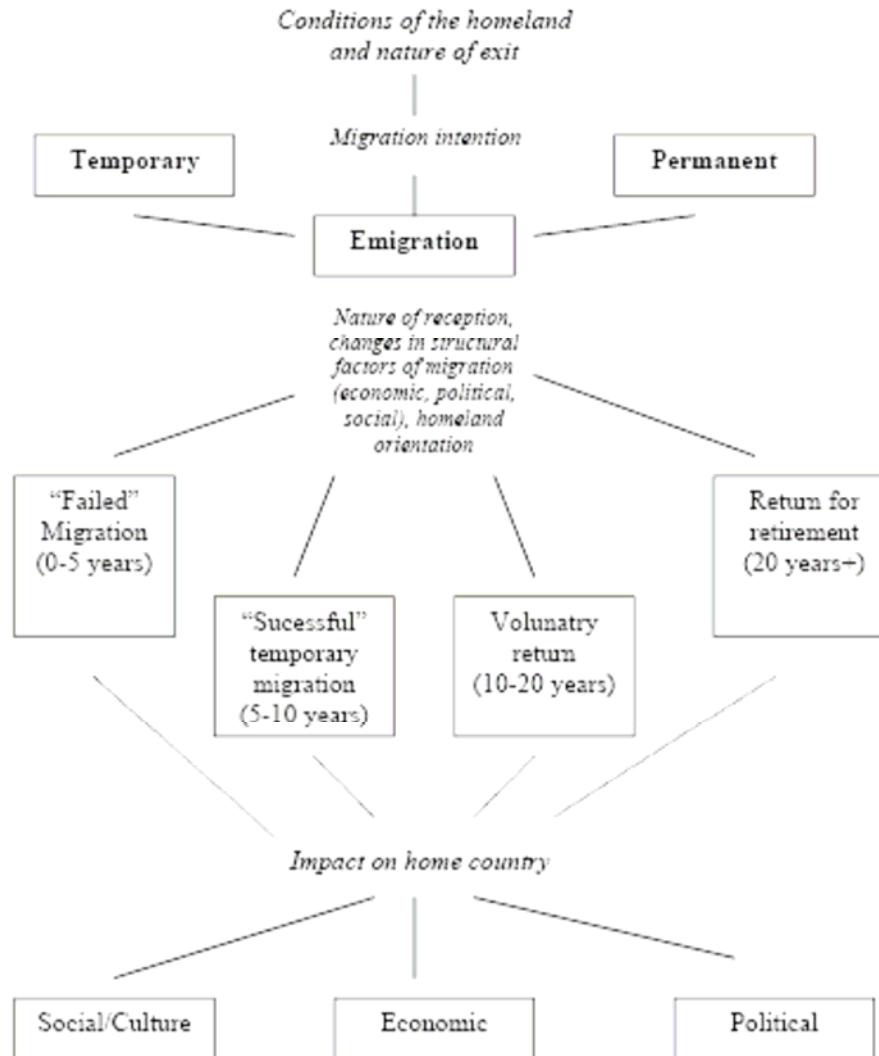 Conditions of the homeland
and nature of exit
Migration intention
Temporary
Permanent
Emigration
Nature of reception,
changes in structural
factors of migration
(economic, political,
social), homeland
orientation
“Failed”
Migration
(0-5 years)
“Sucessful”
temporary
migration
(5-10 years)
Volunatry
return
(10-20 years)
Return for
retirement
(20 years+)
Impact on home country
Social/Culture
Economic
Political